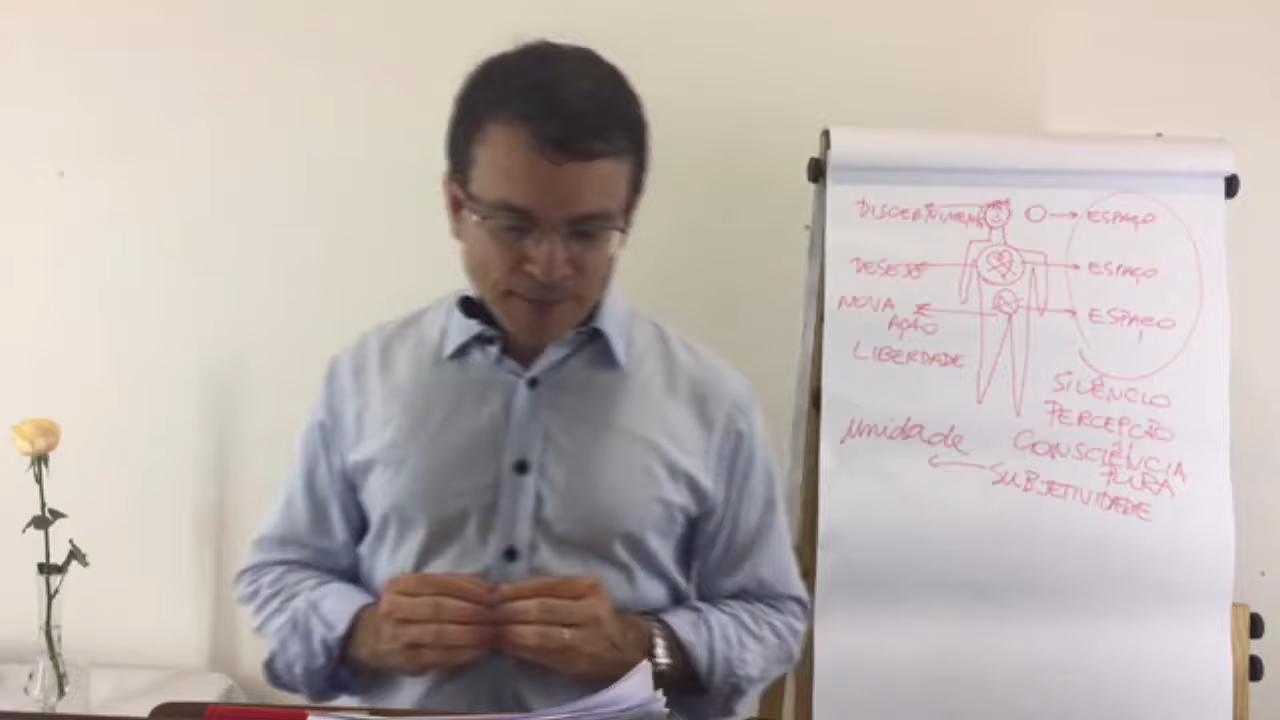 DISCERNIMENTO → ESPAÇO
DESEJO → ESPAÇO
NOVA AÇÃO → ESPAÇO
LIBERDADE
SILÊNCIO
PERCEPÇÃO
Unidade CONSCIÊNCIA
PURA
← SUBJETIVIDADE